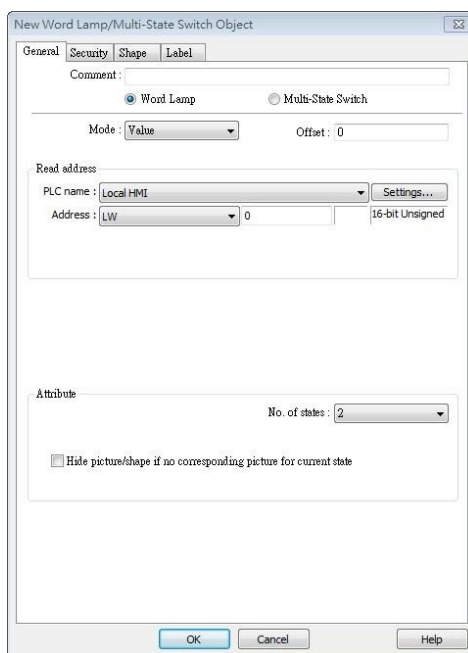 New Word Lamp/Multi-State Switch Object
General Security Shape Label
Comment :
Word Lamp Multi-State Switch
Mode : Value Offset : 0
Read address
PLC name : Local HMI Settings...
Address : LW 0 16-bit Unsigned
Attribute
No. of states : 2
Hide picture/shape if no corresponding picture for current state
OK Cancel Help